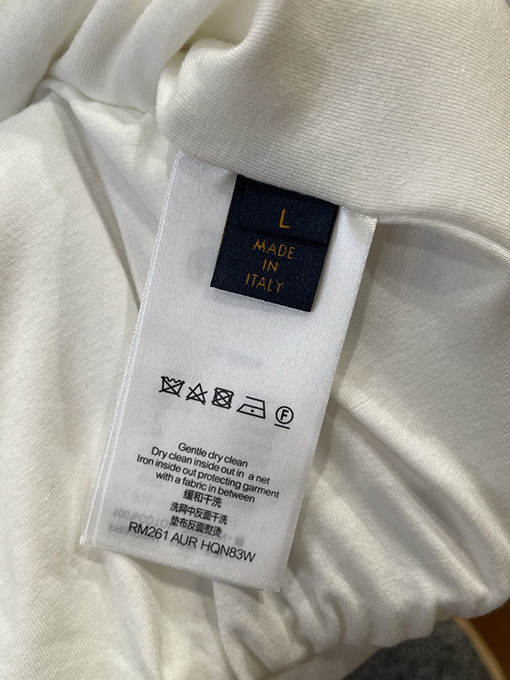 L
MADE
IN
ITALY
F
Gentle dry clean
Dry clean inside out in a net
Iron inside out protecting garment
with a fabric in between
缓和干洗
洗网中反面干洗
垫布反面熨烫
RM261 AUR HQN83W